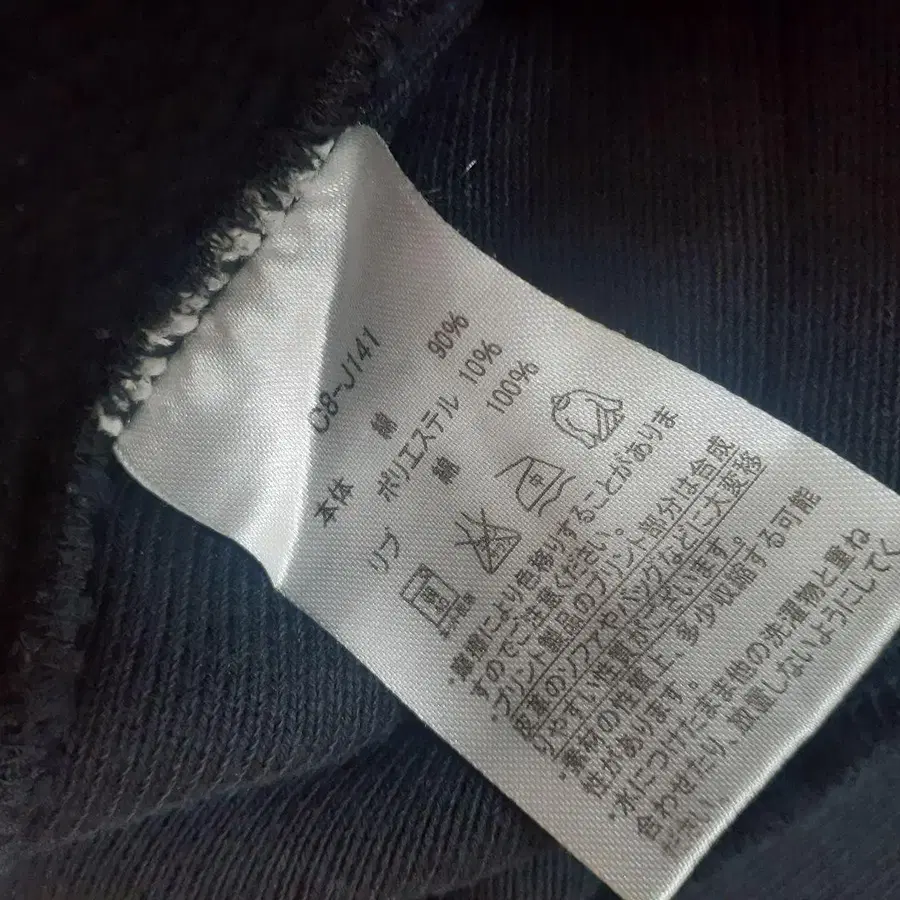 C8-J141
本体 綿 90%
ポリエステル 10%
リブ 綿 100%
・摩擦により色移りすることがありま
すのでご注意ください。
・プリント製品のプリント部分は合成
皮革のソファやバッグなどに大変移
りやすい性質がございます。
・素材の性質上、多少収縮する可能
性があります。
・水につけたまま他の洗濯物と重ね
合わせたり、放置しないようにしてく
ださい。